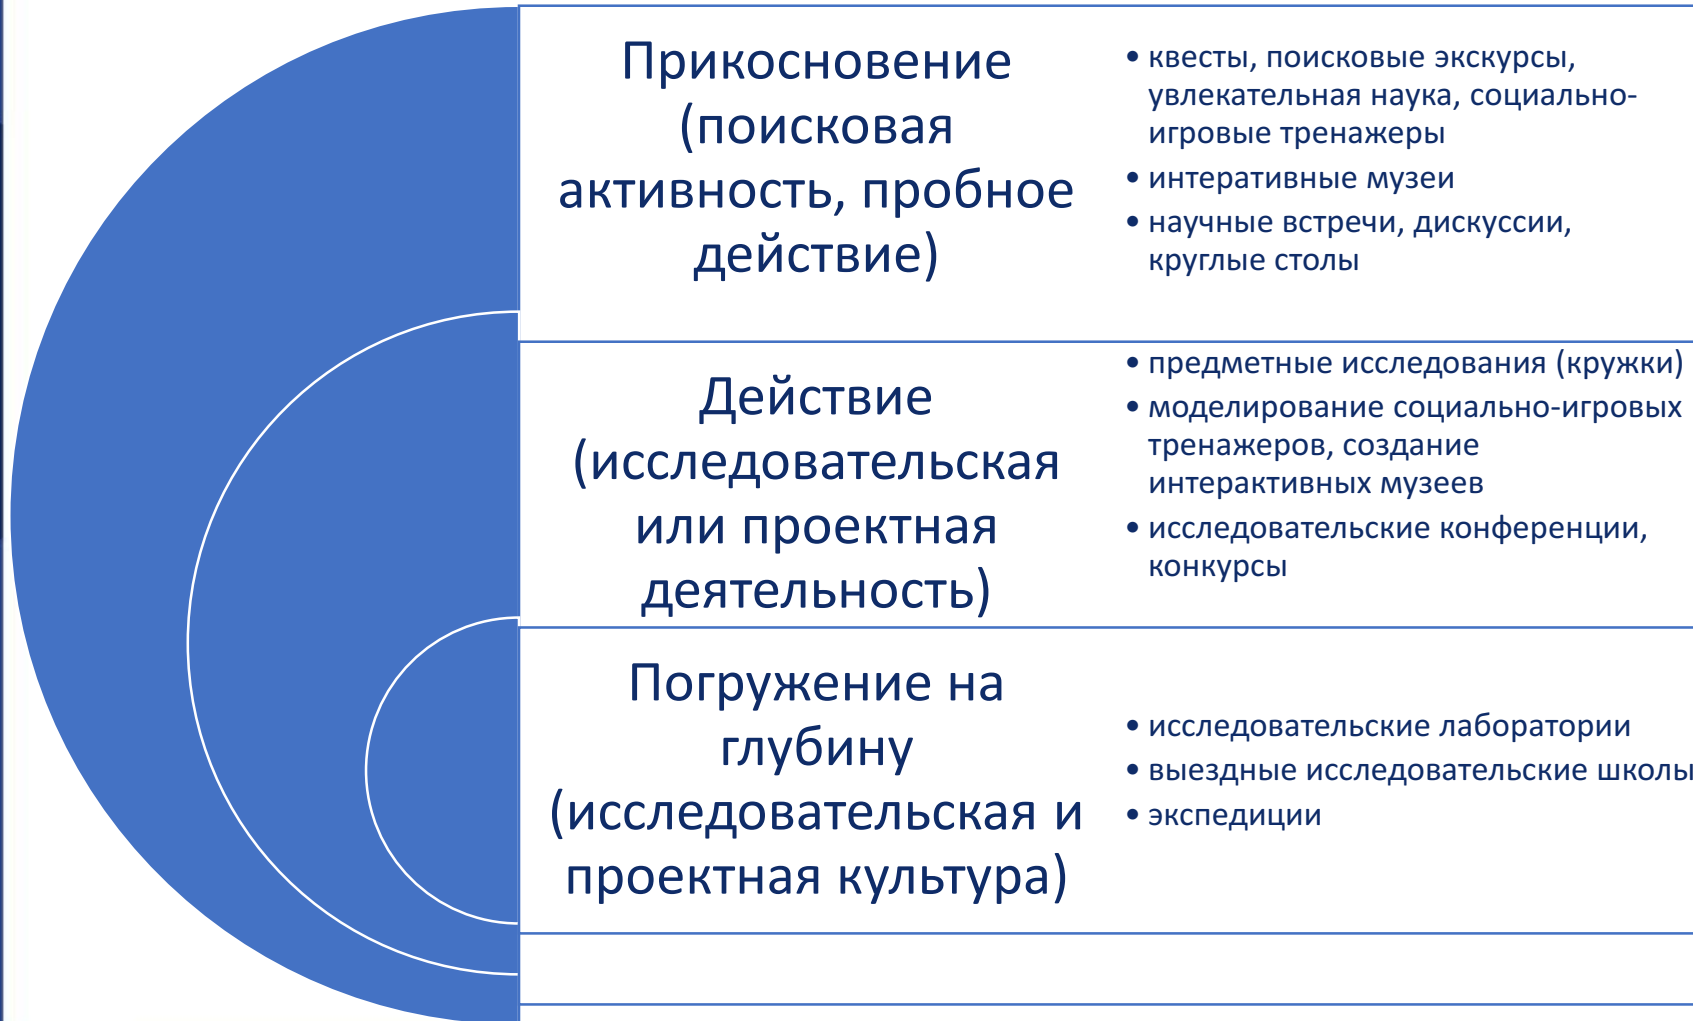 Прикосновение
(поисковая
активность, пробное
действие)
• квесты, поисковые экскурсы,
увлекательная наука, социально-
игровые тренажеры
• интеративные музеи
• научные встречи, дискуссии,
круглые столы
Действие
(исследовательская
или проектная
деятельность)
• предметные исследования (кружки)
• моделирование социально-игровых
тренажеров, создание
интерактивных музеев
• исследовательские конференции,
конкурсы
Погружение на
глубину
(исследовательская и
проектная культура)
• исследовательские лаборатории
• выездные исследовательские школы
• экспедиции